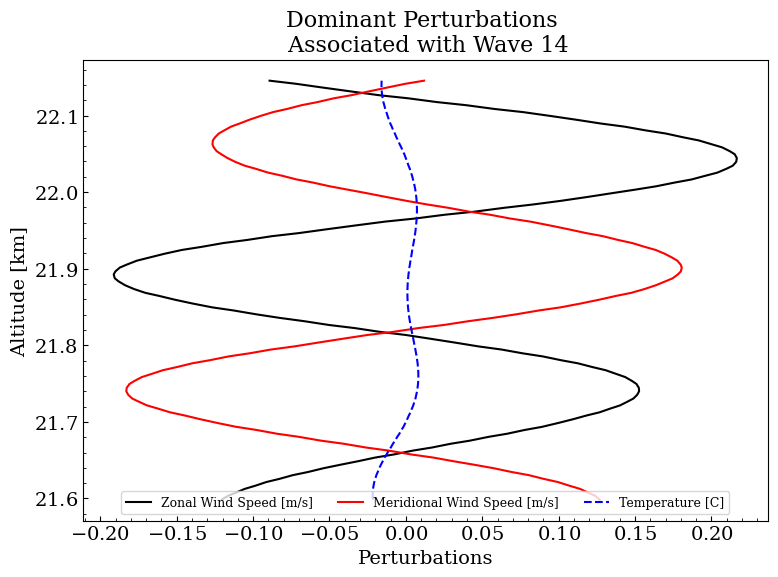 Dominant Perturbations
Associated with Wave 14
Altitude [km]
22.1
22.0
21.9
21.8
21.7
21.6
Zonal Wind Speed [m/s] Meridional Wind Speed [m/s] Temperature [C]
−0.20 −0.15 −0.10 −0.05 0.00 0.05 0.10 0.15 0.20
Perturbations